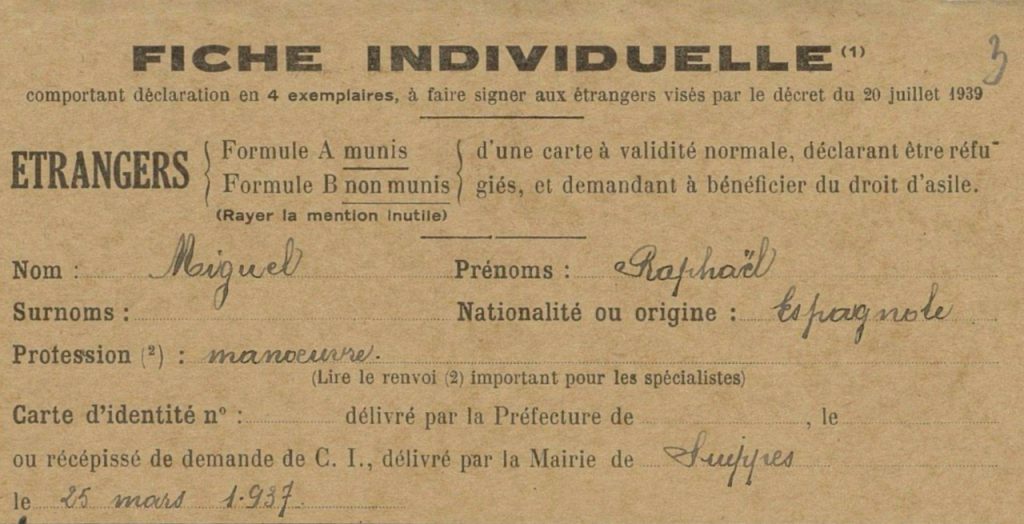 FICHE INDIVIDUELLE (1)
3
comportant déclaration en 4 exemplaires, à faire signer aux étrangers visés par le décret du 20 juillet 1939
ETRANGERS { Formule A munis { d'une carte à validité normale, déclarant être réfu-
Formule B non munis giés, et demandant à bénéficier du droit d'asile.
(Rayer la mention inutile)
Nom : Miguel Prénoms : Raphaël
Surnoms : Nationalité ou origine : Espagnole
Profession (2) : manoeuvre.
(Lire le renvoi (2) important pour les spécialistes)
Carte d'identité nº : délivré par la Préfecture de , le
ou récépissé de demande de C. I., délivré par la Mairie de Suippes
le 25 mars 1.937.